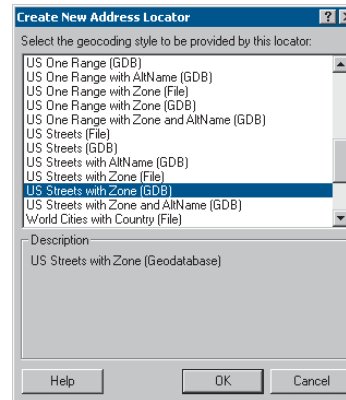 Create New Address Locator
Select the geocoding style to be provided by this locator:
US One Range (GDB)
US One Range with AltName (GDB)
US One Range with Zone (File)
US One Range with Zone (GDB)
US One Range with Zone and AltName (GDB)
US Streets (File)
US Streets (GDB)
US Streets with AltName (GDB)
US Streets with Zone (File)
US Streets with Zone (GDB)
US Streets with Zone and AltName (GDB)
World Cities with Country (File)
Description
US Streets with Zone (Geodatabase)
Help OK Cancel